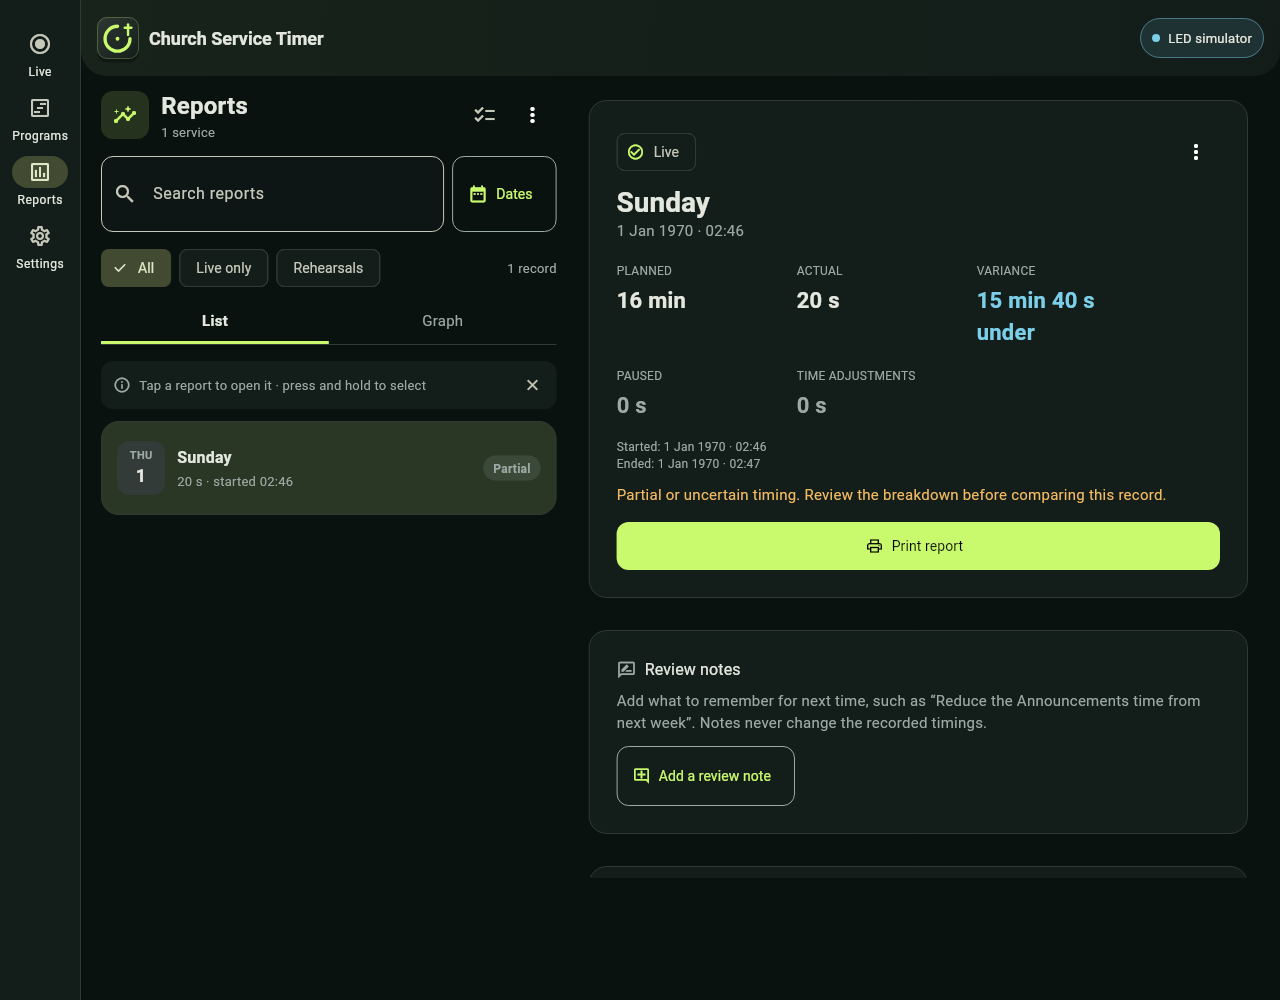 Live
Programs
Reports
Settings
Church Service Timer
LED simulator
Reports
1 service
Search reports
Dates
All
Live only
Rehearsals
1 record
List
Graph
Tap a report to open it · press and hold to select
THU
1
Sunday
20 s · started 02:46
Partial
Live
Sunday
1 Jan 1970 · 02:46
PLANNED
16 min
ACTUAL
20 s
VARIANCE
15 min 40 s
under
PAUSED
0 s
TIME ADJUSTMENTS
0 s
Started: 1 Jan 1970 · 02:46
Ended: 1 Jan 1970 · 02:47
Partial or uncertain timing. Review the breakdown before comparing this record.
Print report
Review notes
Add what to remember for next time, such as “Reduce the Announcements time from
next week”. Notes never change the recorded timings.
Add a review note